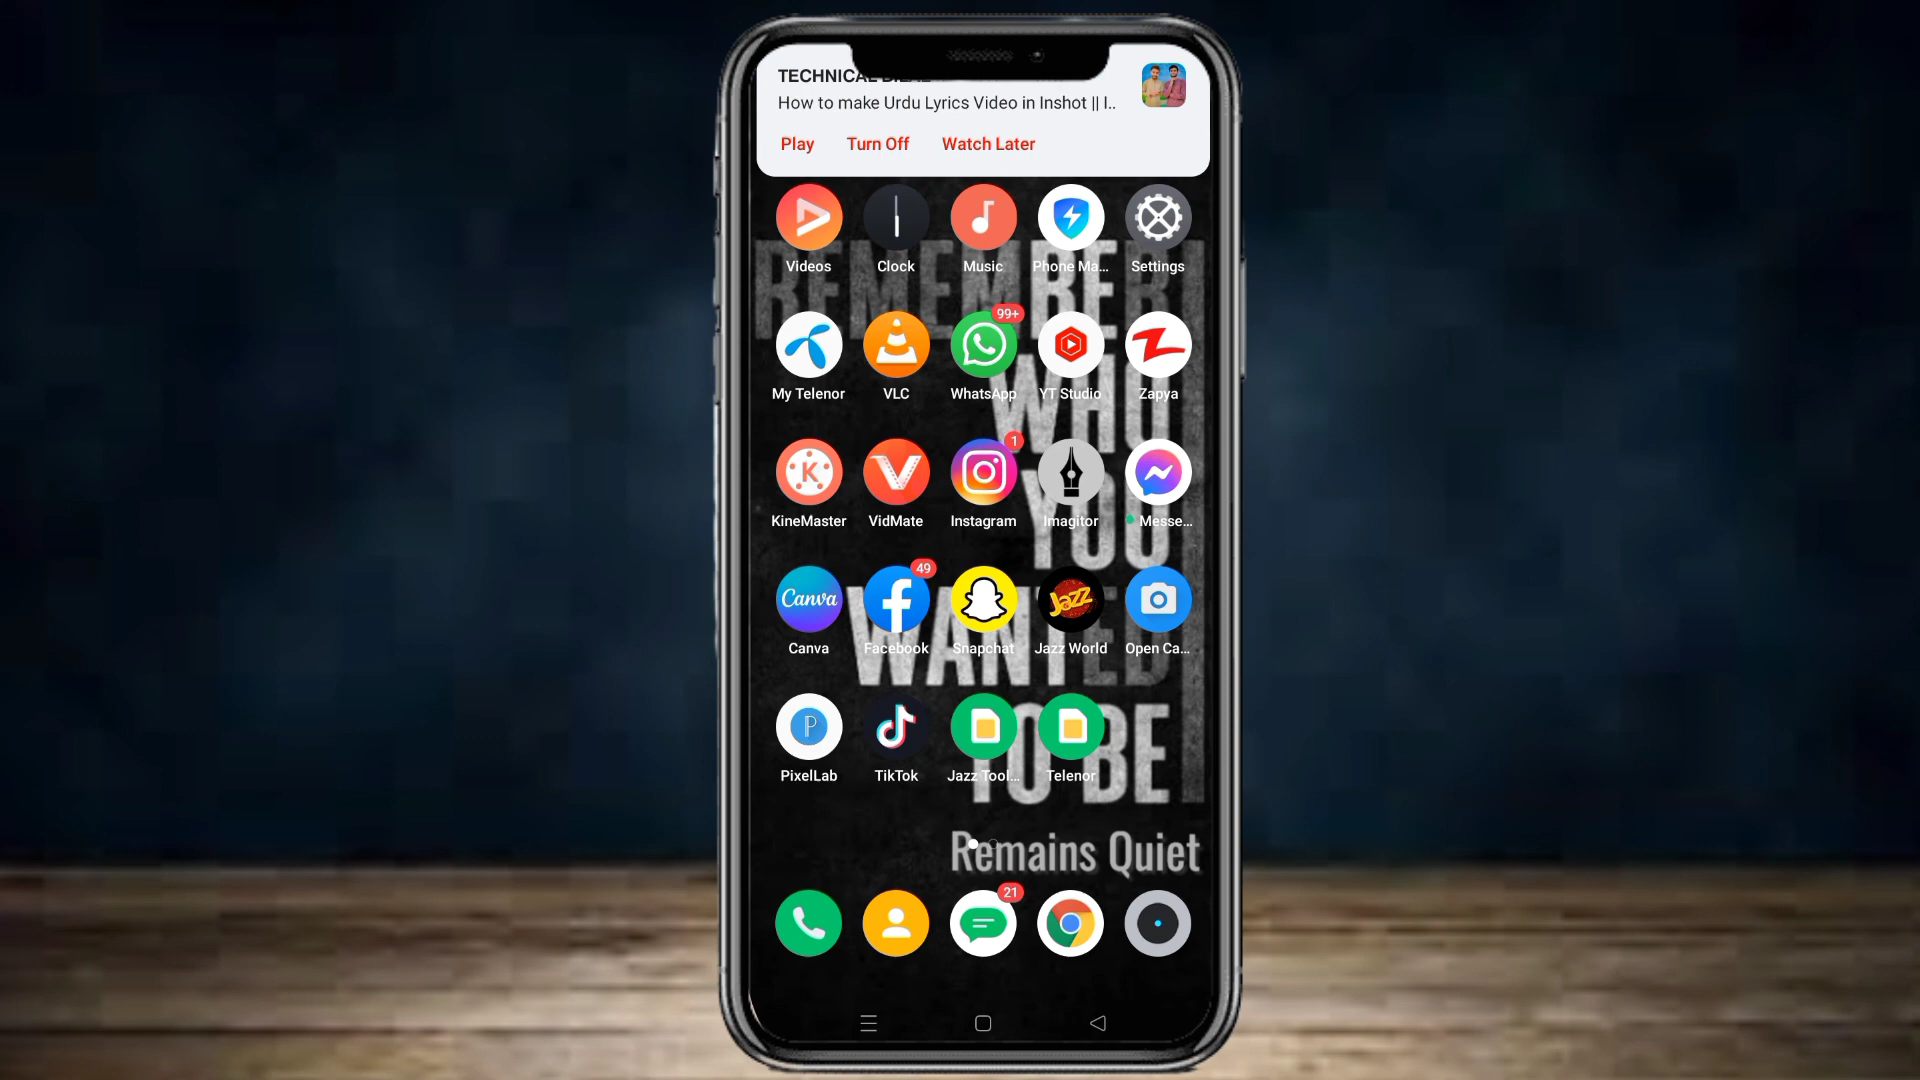 TECHNICAL
How to make Urdu Lyrics Video in Inshot || I..
Play Turn Off Watch Later
Videos Clock Music Phone Ma... Settings
99+
My Telenor VLC WhatsApp YT Studio Zapya
1
K
KineMaster VidMate Instagram Imagitor Messe...
49
Canva Jazz
Canva Facebook Snapchat Jazz World Open Ca...
P
PixelLab TikTok Jazz Tool... Telenor
REMEMBER
WHO
YOU
WANTED
TO BE
Remains Quiet
21